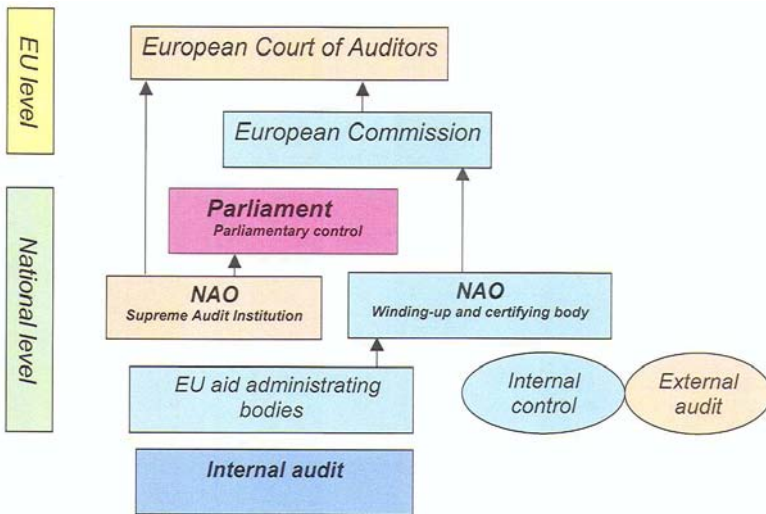 EU level
European Court of Auditors
European Commission
National level
Parliament
Parliamentary control
NAO
Supreme Audit Institution
NAO
Winding-up and certifying body
EU aid administrating
bodies
Internal
control
External
audit
Internal audit